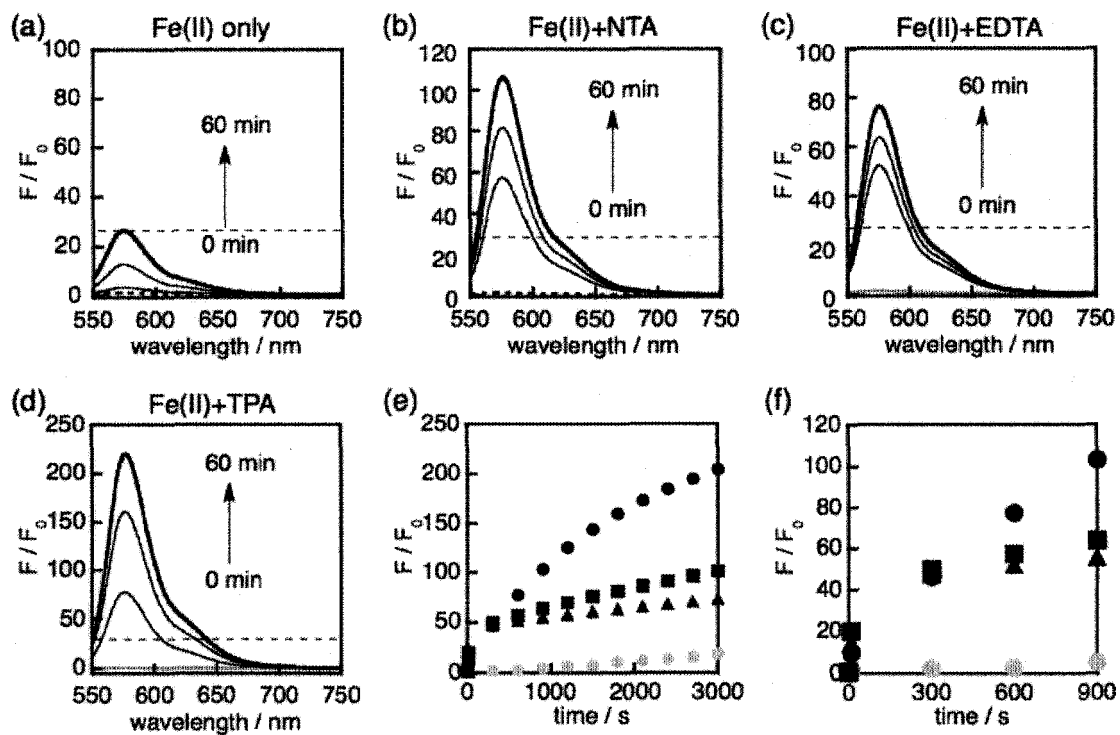 (a) Fe(II) only
100
80
60
40
20
0
F / F₀
60 min
0 min
550 600 650 700 750
wavelength / nm
(b) Fe(II)+NTA
120
100
80
60
40
20
0
F / F₀
60 min
0 min
550 600 650 700 750
wavelength / nm
(c) Fe(II)+EDTA
100
80
60
40
20
0
F / F₀
60 min
0 min
550 600 650 700 750
wavelength / nm
(d) Fe(II)+TPA
250
200
150
100
50
0
F / F₀
60 min
0 min
550 600 650 700 750
wavelength / nm
(e)
250
200
150
100
50
0
F / F₀
0 1000 2000 3000
time / s
(f)
120
100
80
60
40
20
0
F / F₀
0 300 600 900
time / s